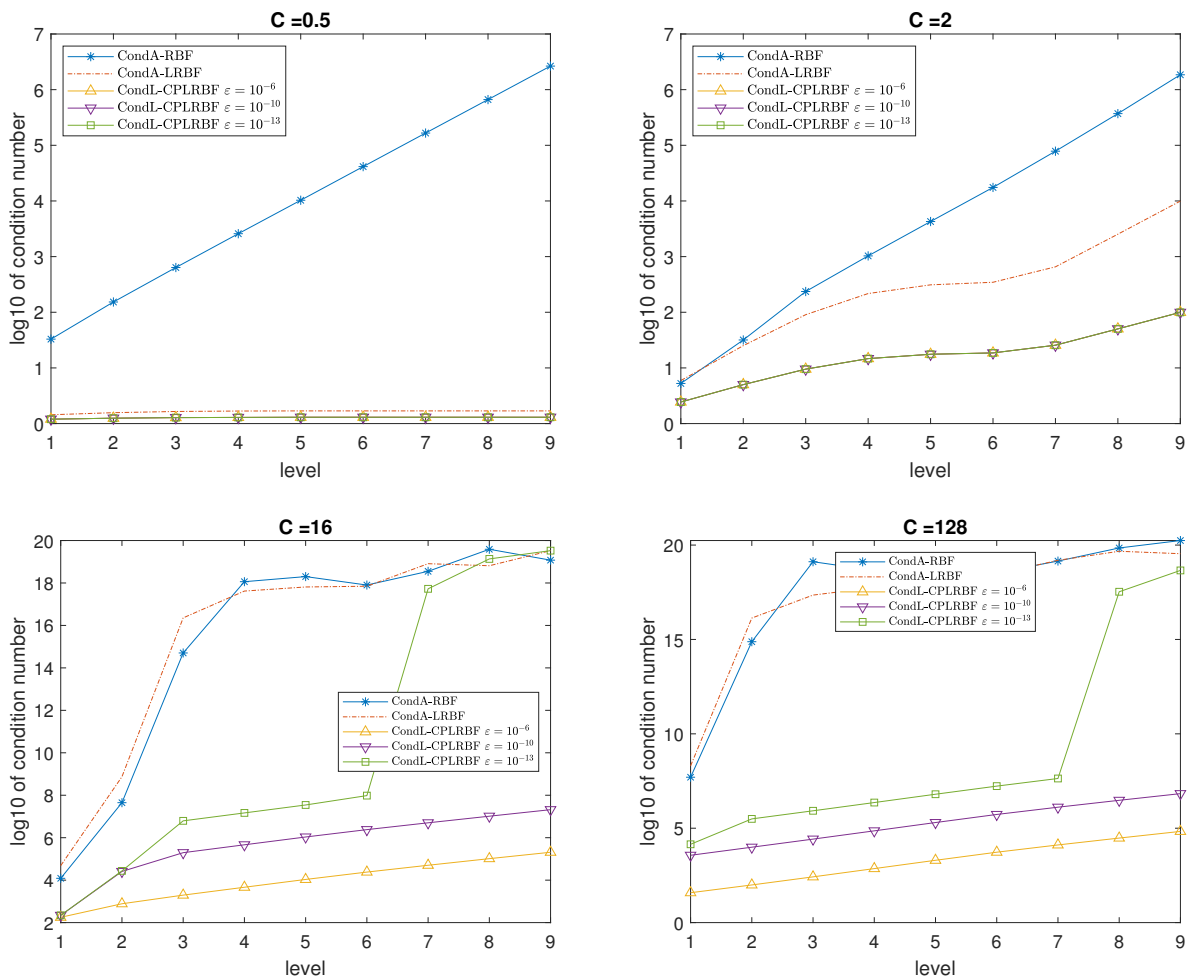 C =0.5
7
6
5
4
3
2
1
0
log10 of condition number
CondA-RBF
CondA-LRBF
CondL-CPLRBF ε = 10⁻⁶
CondL-CPLRBF ε = 10⁻¹⁰
CondL-CPLRBF ε = 10⁻¹³
1 2 3 4 5 6 7 8 9
level
C =2
7
6
5
4
3
2
1
0
log10 of condition number
CondA-RBF
CondA-LRBF
CondL-CPLRBF ε = 10⁻⁶
CondL-CPLRBF ε = 10⁻¹⁰
CondL-CPLRBF ε = 10⁻¹³
1 2 3 4 5 6 7 8 9
level
C =16
20
18
16
14
12
10
8
6
4
2
log10 of condition number
CondA-RBF
CondA-LRBF
CondL-CPLRBF ε = 10⁻⁶
CondL-CPLRBF ε = 10⁻¹⁰
CondL-CPLRBF ε = 10⁻¹³
1 2 3 4 5 6 7 8 9
level
C =128
20
15
10
5
0
log10 of condition number
CondA-RBF
CondA-LRBF
CondL-CPLRBF ε = 10⁻⁶
CondL-CPLRBF ε = 10⁻¹⁰
CondL-CPLRBF ε = 10⁻¹³
1 2 3 4 5 6 7 8 9
level